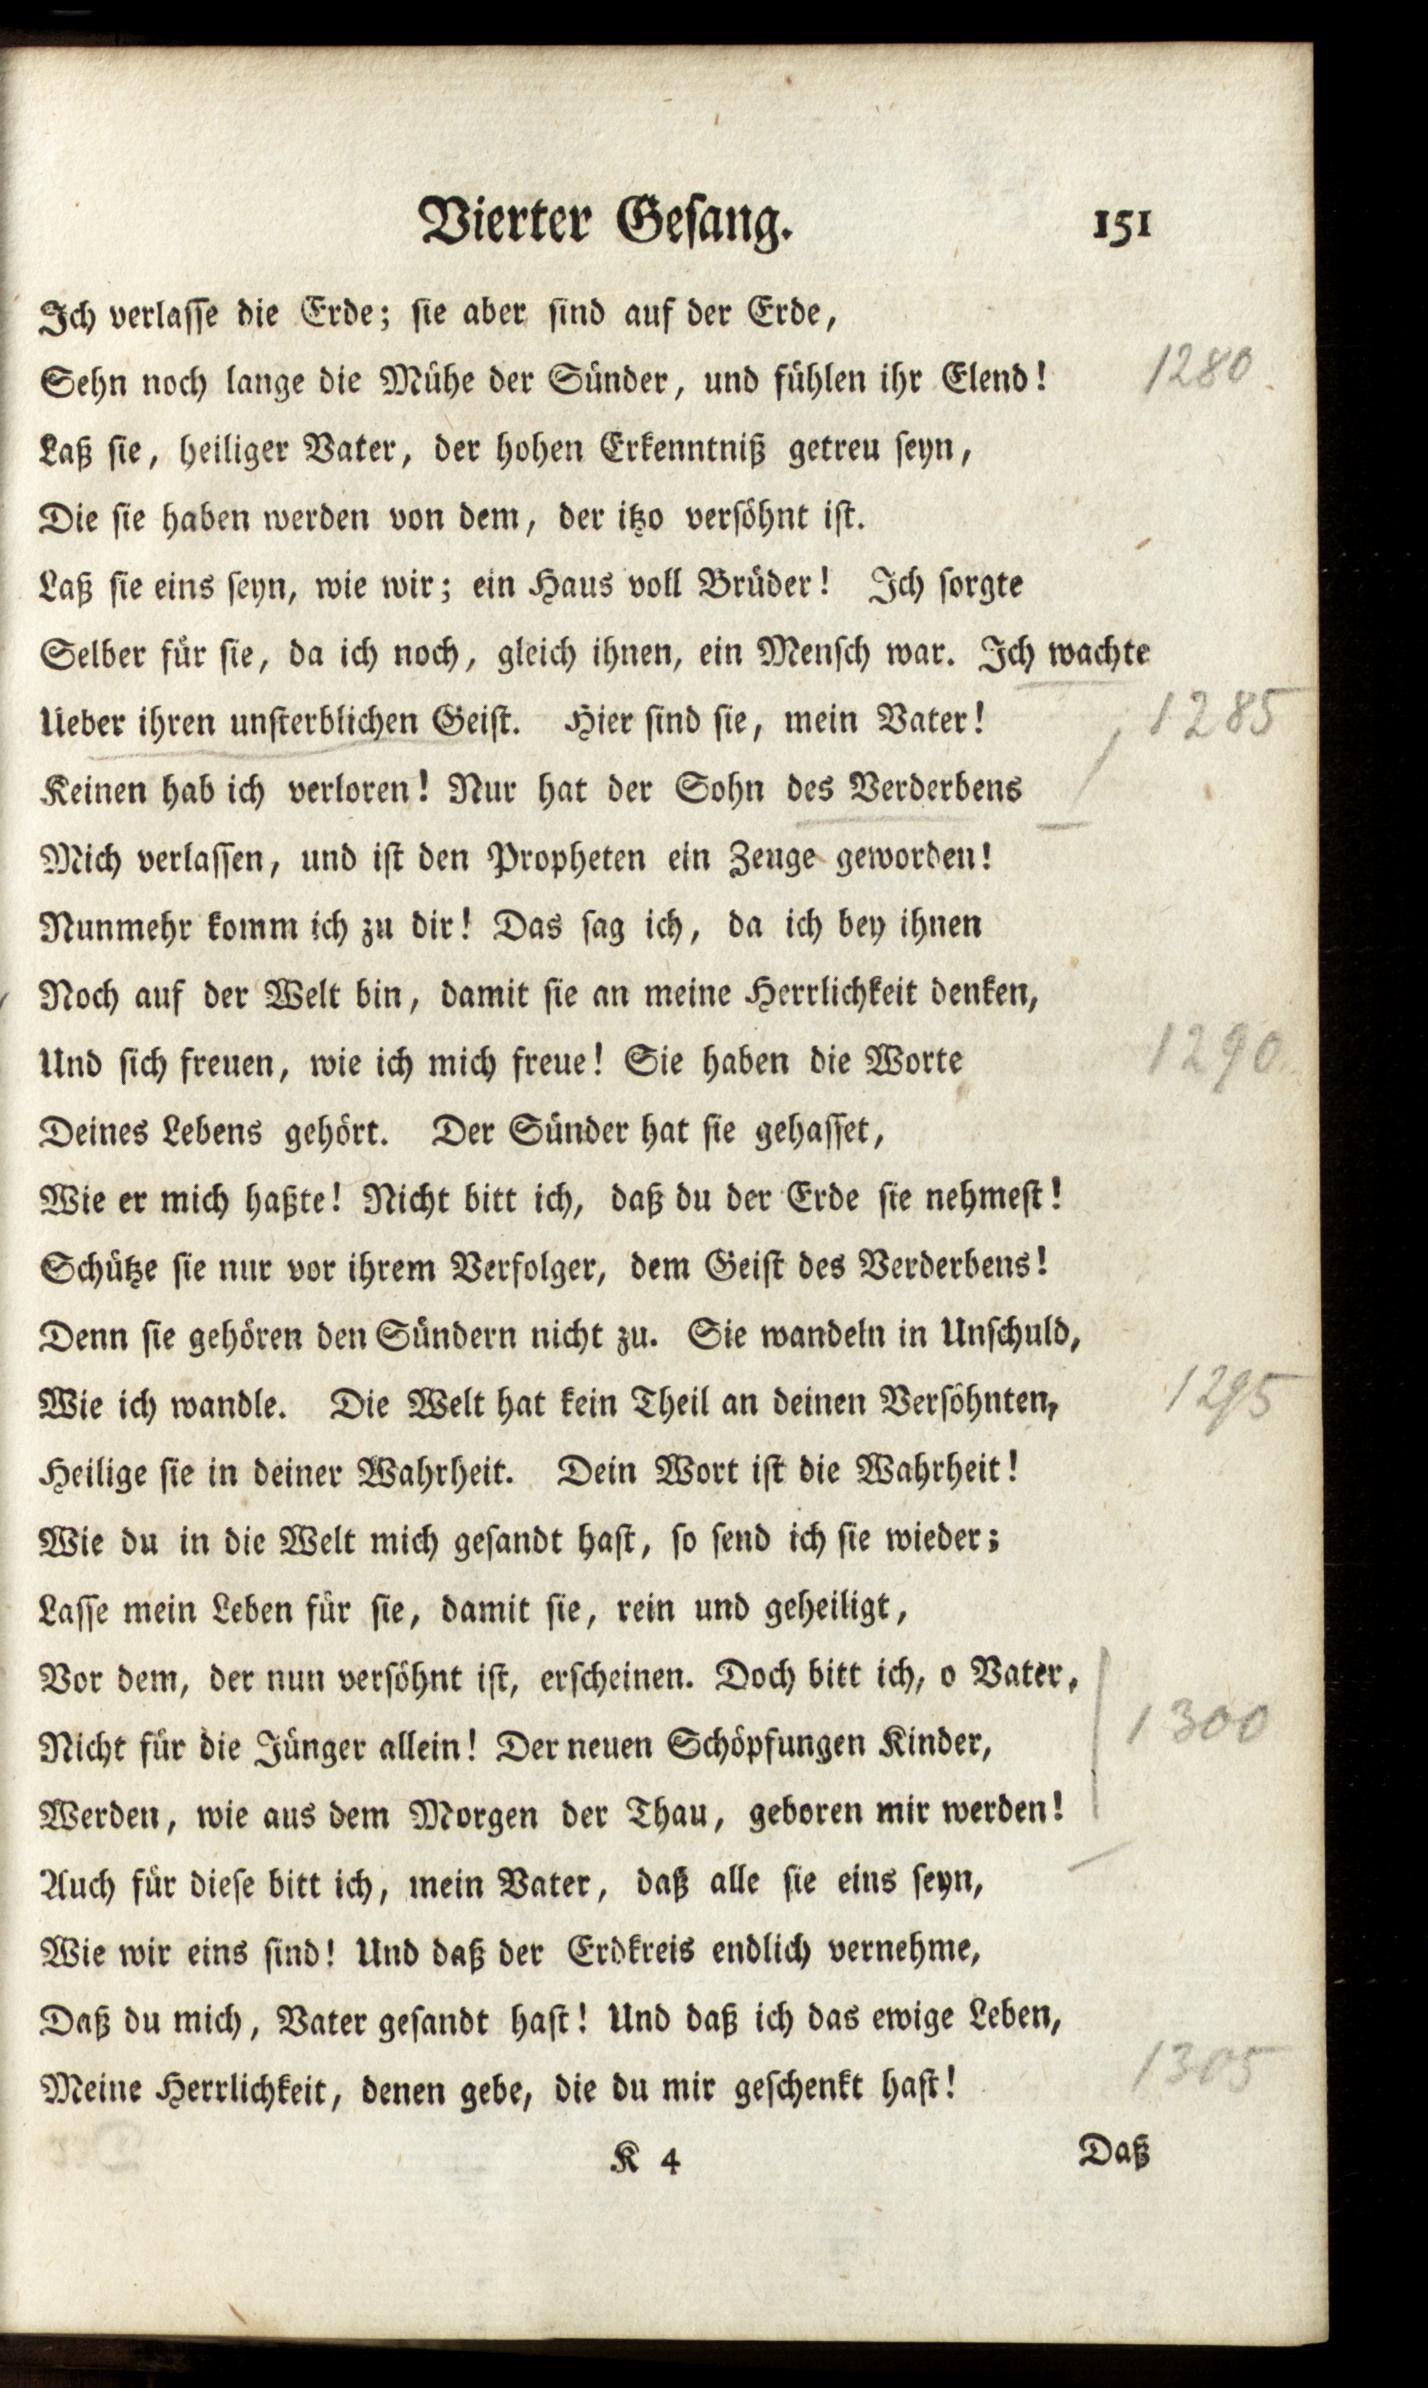 Vierter Gesang. 151
Ich verlasse die Erde; sie aber sind auf der Erde,
Sehn noch lange die Mühe der Sünder, und fühlen ihr Elend! 1280
Laß sie, heiliger Vater, der hohen Erkenntniß getreu seyn,
Die sie haben werden von dem, der itzo versöhnt ist.
Laß sie eins seyn, wie wir; ein Haus voll Brüder! Ich sorgte
Selber für sie, da ich noch, gleich ihnen, ein Mensch war. Ich wachte
Ueber ihren unsterblichen Geist. Hier sind sie, mein Vater! 1285
Keinen hab ich verloren! Nur hat der Sohn des Verderbens
Mich verlassen, und ist den Propheten ein Zeuge geworden!
Nunmehr komm ich zu dir! Das sag ich, da ich bey ihnen
Noch auf der Welt bin, damit sie an meine Herrlichkeit denken,
Und sich freuen, wie ich mich freue! Sie haben die Worte 1290
Deines Lebens gehört. Der Sünder hat sie gehasset,
Wie er mich haßte! Nicht bitt ich, daß du der Erde sie nehmest!
Schütze sie nur vor ihrem Verfolger, dem Geist des Verderbens!
Denn sie gehören den Sündern nicht zu. Sie wandeln in Unschuld,
Wie ich wandle. Die Welt hat kein Theil an deinen Versöhnten, 1295
Heilige sie in deiner Wahrheit. Dein Wort ist die Wahrheit!
Wie du in die Welt mich gesandt hast, so send ich sie wieder;
Lasse mein Leben für sie, damit sie, rein und geheiligt,
Vor dem, der nun versöhnt ist, erscheinen. Doch bitt ich, o Vater,
Nicht für die Jünger allein! Der neuen Schöpfungen Kinder, 1300
Werden, wie aus dem Morgen der Thau, geboren mir werden!
Auch für diese bitt ich, mein Vater, daß alle sie eins seyn,
Wie wir eins sind! Und daß der Erdkreis endlich vernehme,
Daß du mich, Vater gesandt hast! Und daß ich das ewige Leben,
Meine Herrlichkeit, denen gebe, die du mir geschenkt hast! 1305
K 4 Daß